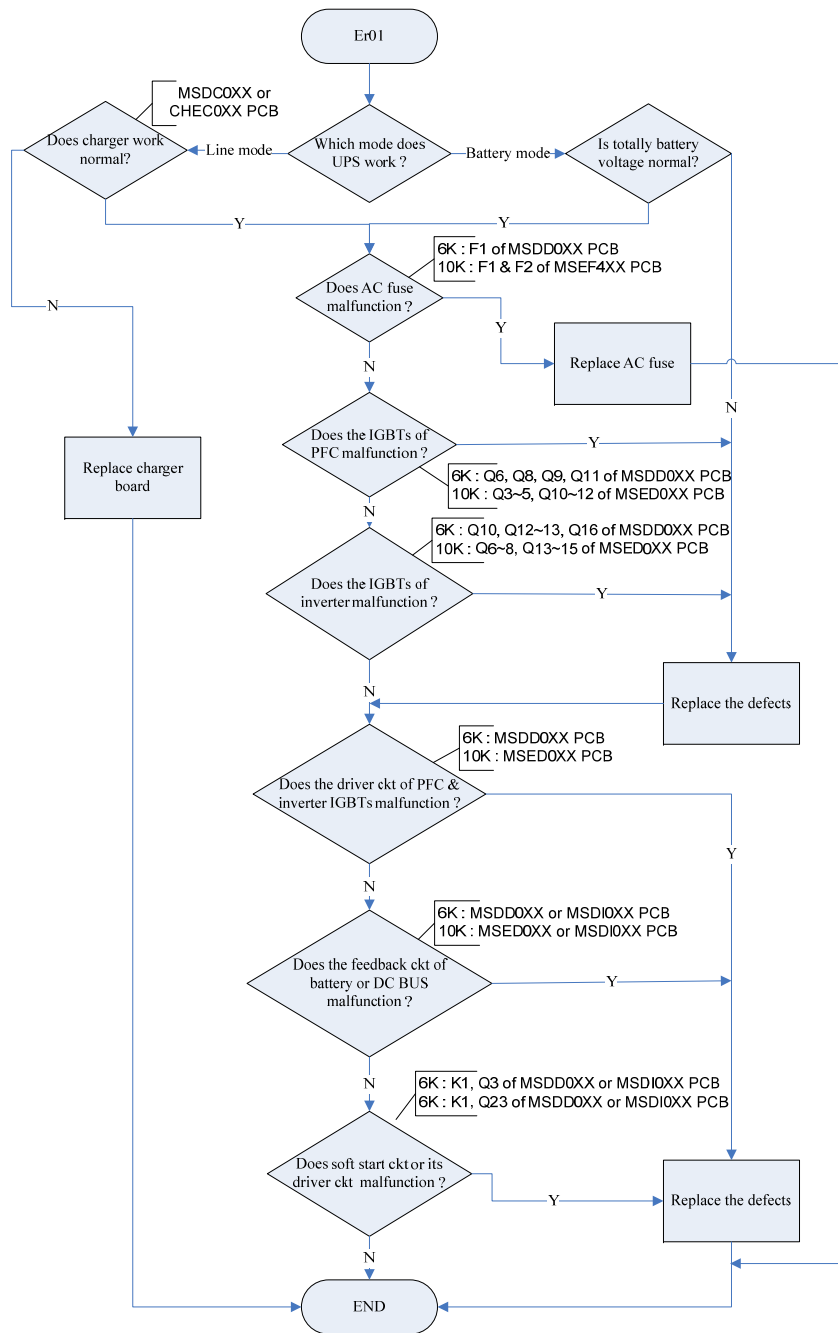 Er01
MSDC0XX or
CHEC0XX PCB
Does charger work
normal?
Line mode
Which mode does
UPS work ?
Battery mode
Is totally battery
voltage normal?
Y
Y
6K : F1 of MSDD0XX PCB
10K : F1 & F2 of MSEF4XX PCB
Does AC fuse
malfunction ?
N
Y
Replace AC fuse
N
N
Does the IGBTs of
PFC malfunction ?
Y
Replace charger
board
6K : Q6, Q8, Q9, Q11 of MSDD0XX PCB
10K : Q3~5, Q10~12 of MSED0XX PCB
N
6K : Q10, Q12~13, Q16 of MSDD0XX PCB
10K : Q6~8, Q13~15 of MSED0XX PCB
Does the IGBTs of
inverter malfunction ?
Y
N
Replace the defects
6K : MSDD0XX PCB
10K : MSED0XX PCB
Does the driver ckt of PFC &
inverter IGBTs malfunction ?
Y
N
6K : MSDD0XX or MSDI0XX PCB
10K : MSED0XX or MSDI0XX PCB
Does the feedback ckt of
battery or DC BUS
malfunction ?
Y
N
6K : K1, Q3 of MSDD0XX or MSDI0XX PCB
6K : K1, Q23 of MSDD0XX or MSDI0XX PCB
Does soft start ckt or its
driver ckt malfunction ?
Y
Replace the defects
N
END